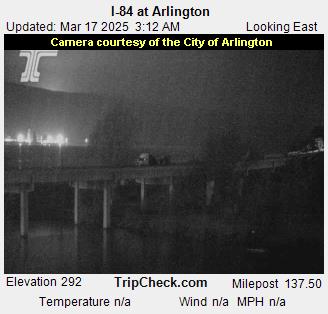 I-84 at Arlington
Updated: Mar 17 2025 3:12 AM Looking East
Camera courtesy of the City of Arlington
Elevation 292 TripCheck.com Milepost 137.50
Temperature n/a Wind n/a MPH n/a